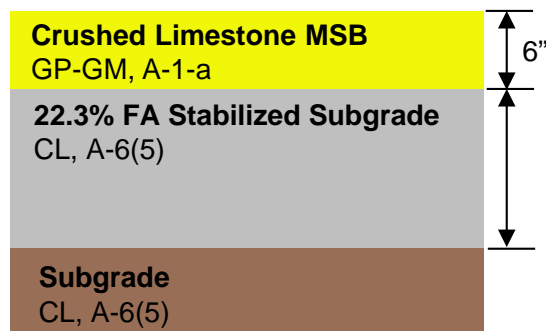 Crushed Limestone MSB
GP-GM, A-1-a
6”
22.3% FA Stabilized Subgrade
CL, A-6(5)
Subgrade
CL, A-6(5)